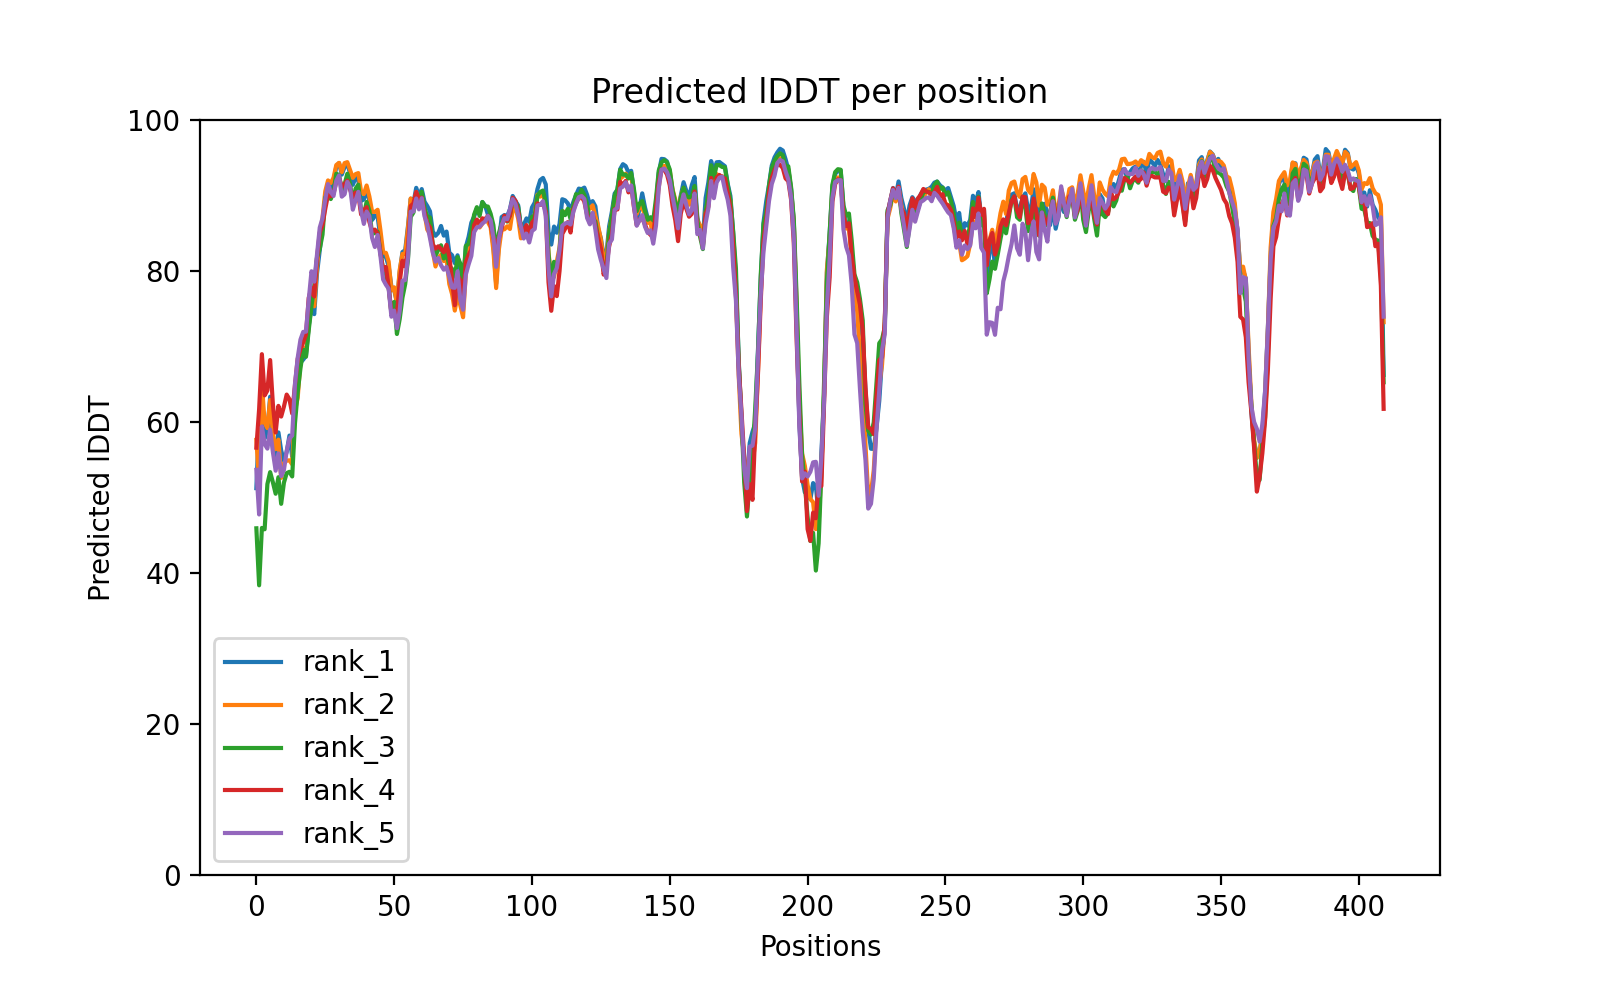 Predicted lDDT per position
100
80
60
40
20
0
Predicted lDDT
rank_1
rank_2
rank_3
rank_4
rank_5
0 50 100 150 200 250 300 350 400
Positions